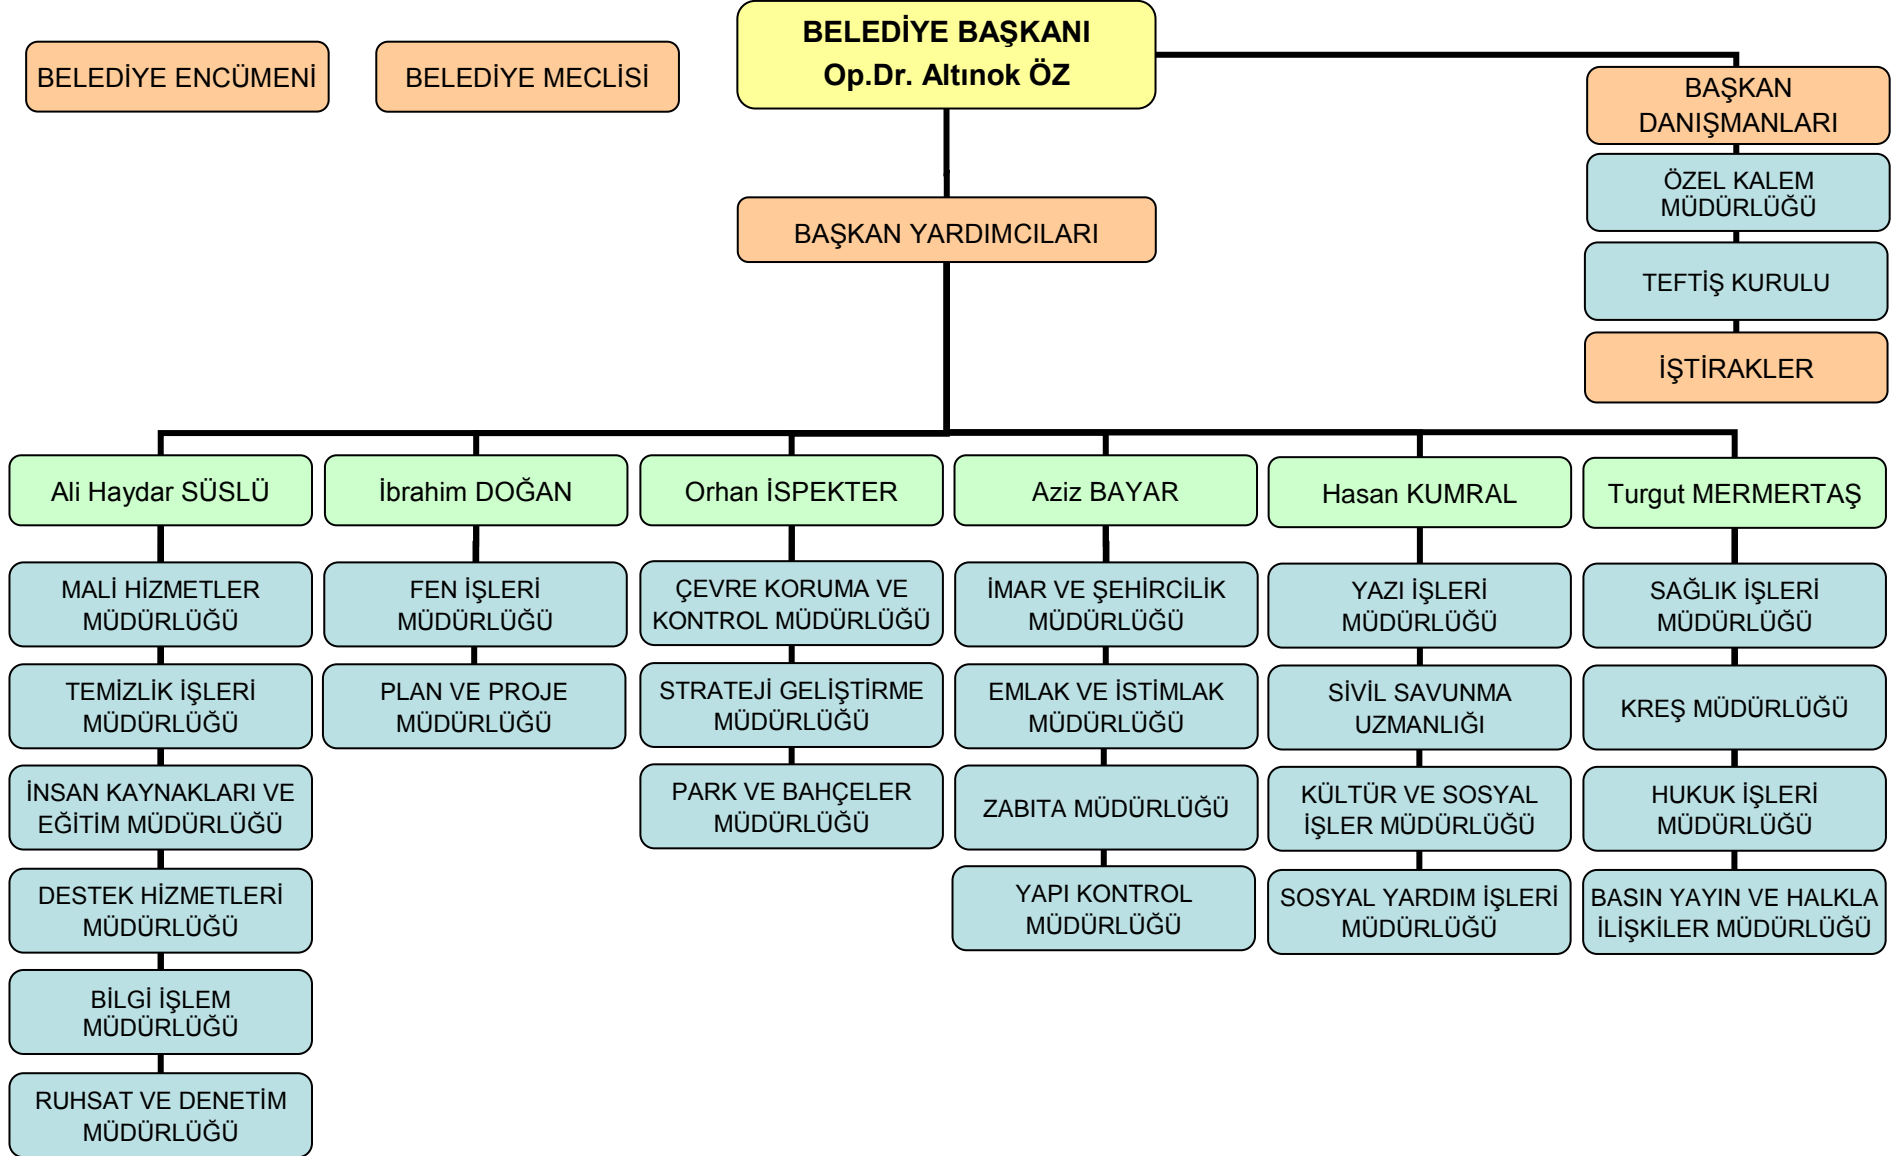 BELEDİYE ENCÜMENİ
BELEDİYE MECLİSİ
BELEDİYE BAŞKANI
Op.Dr. Altınok ÖZ
BAŞKAN
DANIŞMANLARI
ÖZEL KALEM
MÜDÜRLÜĞÜ
TEFTİŞ KURULU
İŞTİRAKLER
BAŞKAN YARDIMCILARI
Ali Haydar SÜSLÜ
MALİ HİZMETLER
MÜDÜRLÜĞÜ
TEMİZLİK İŞLERİ
MÜDÜRLÜĞÜ
İNSAN KAYNAKLARI VE
EĞİTİM MÜDÜRLÜĞÜ
DESTEK HİZMETLERİ
MÜDÜRLÜĞÜ
BİLGİ İŞLEM
MÜDÜRLÜĞÜ
RUHSAT VE DENETİM
MÜDÜRLÜĞÜ
İbrahim DOĞAN
FEN İŞLERİ
MÜDÜRLÜĞÜ
PLAN VE PROJE
MÜDÜRLÜĞÜ
Orhan İSPEKTER
ÇEVRE KORUMA VE
KONTROL MÜDÜRLÜĞÜ
STRATEJİ GELİŞTİRME
MÜDÜRLÜĞÜ
PARK VE BAHÇELER
MÜDÜRLÜĞÜ
Aziz BAYAR
İMAR VE ŞEHİRCİLİK
MÜDÜRLÜĞÜ
EMLAK VE İSTİMLAK
MÜDÜRLÜĞÜ
ZABITA MÜDÜRLÜĞÜ
YAPI KONTROL
MÜDÜRLÜĞÜ
Hasan KUMRAL
YAZI İŞLERİ
MÜDÜRLÜĞÜ
SİVİL SAVUNMA
UZMANLIĞI
KÜLTÜR VE SOSYAL
İŞLER MÜDÜRLÜĞÜ
SOSYAL YARDIM İŞLERİ
MÜDÜRLÜĞÜ
Turgut MERMERTAŞ
SAĞLIK İŞLERİ
MÜDÜRLÜĞÜ
KREŞ MÜDÜRLÜĞÜ
HUKUK İŞLERİ
MÜDÜRLÜĞÜ
BASIN YAYIN VE HALKLA
İLİŞKİLER MÜDÜRLÜĞÜ